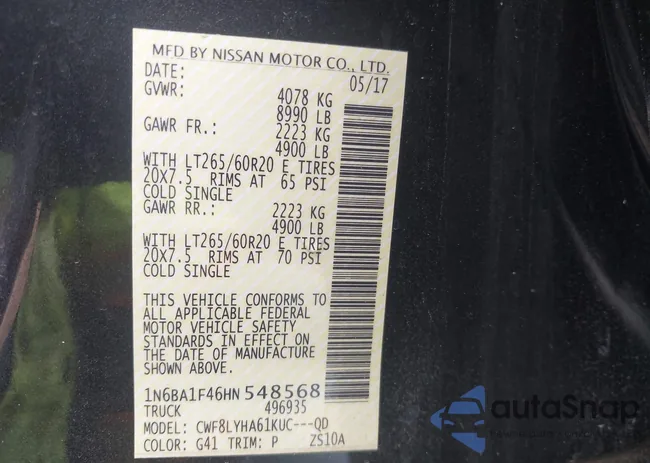 MFD BY NISSAN MOTOR CO., LTD.
DATE: 05/17
GVWR: 4078 KG
8990 LB
GAWR FR.: 2223 KG
4900 LB
WITH LT265/60R20 E TIRES
20X7.5 RIMS AT 65 PSI
COLD SINGLE
GAWR RR.: 2223 KG
4900 LB
WITH LT265/60R20 E TIRES
20X7.5 RIMS AT 70 PSI
COLD SINGLE
THIS VEHICLE CONFORMS TO
ALL APPLICABLE FEDERAL
MOTOR VEHICLE SAFETY
STANDARDS IN EFFECT ON
THE DATE OF MANUFACTURE
SHOWN ABOVE.
1N6BA1F46HN548568
TRUCK 496935
MODEL: CWF8LYHA61KUC---QD
COLOR: G41 TRIM: P ZS10A
autoSnap